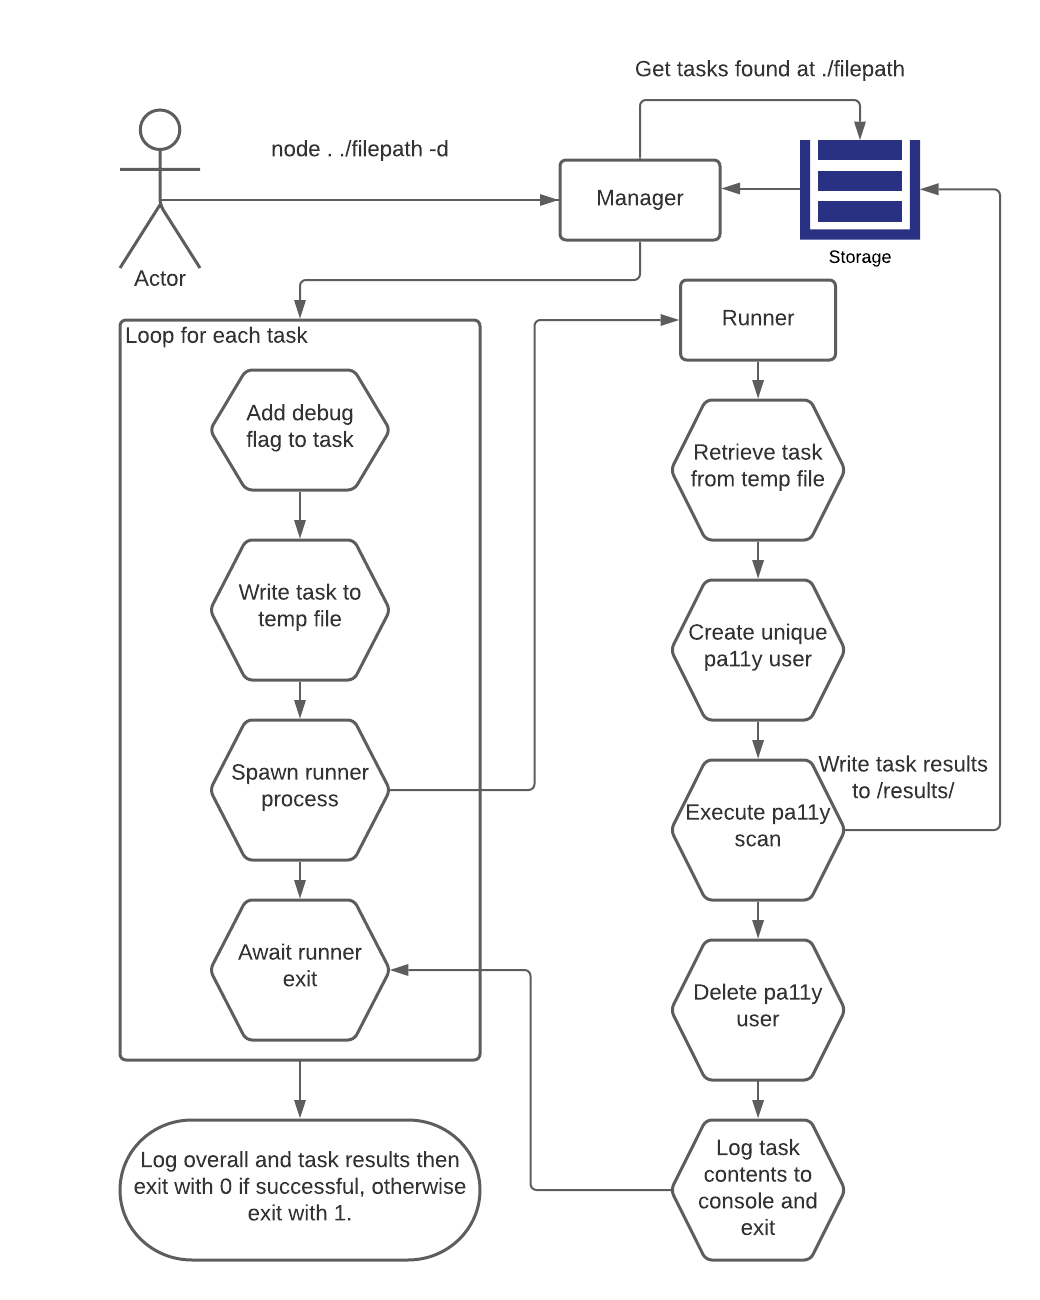 Get tasks found at ./filepath
node . ./filepath -d
Manager
Storage
Actor
Loop for each task
Add debug
flag to task
Write task to
temp file
Spawn runner
process
Await runner
exit
Log overall and task results then
exit with 0 if successful, otherwise
exit with 1.
Runner
Retrieve task
from temp file
Create unique
pa11y user
Execute pa11y
scan
Write task results
to /results/
Delete pa11y
user
Log task
contents to
console and
exit